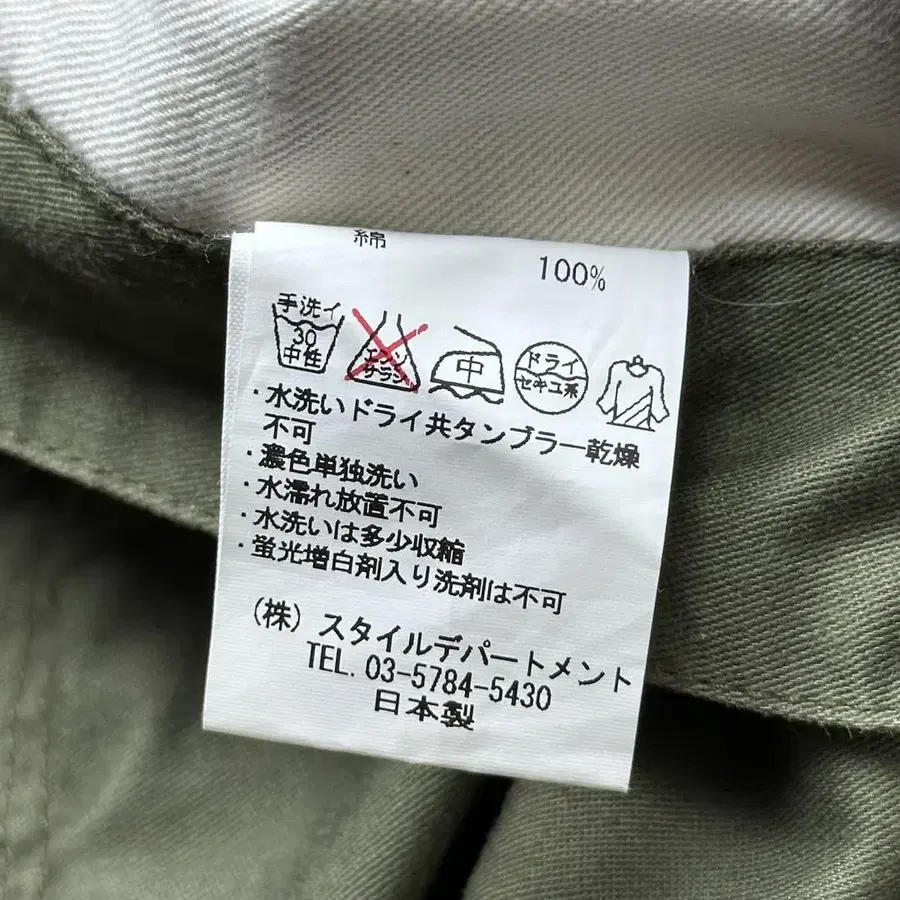 綿 100%
手洗イ 30 中性
エンソ サラシ
中
ドライ セキユ系
・水洗いドライ共タンブラー乾燥
不可
・濃色単独洗い
・水濡れ放置不可
・水洗いは多少収縮
・蛍光増白剤入り洗剤は不可
(株) スタイルデパートメント
TEL. 03-5784-5430
日本製